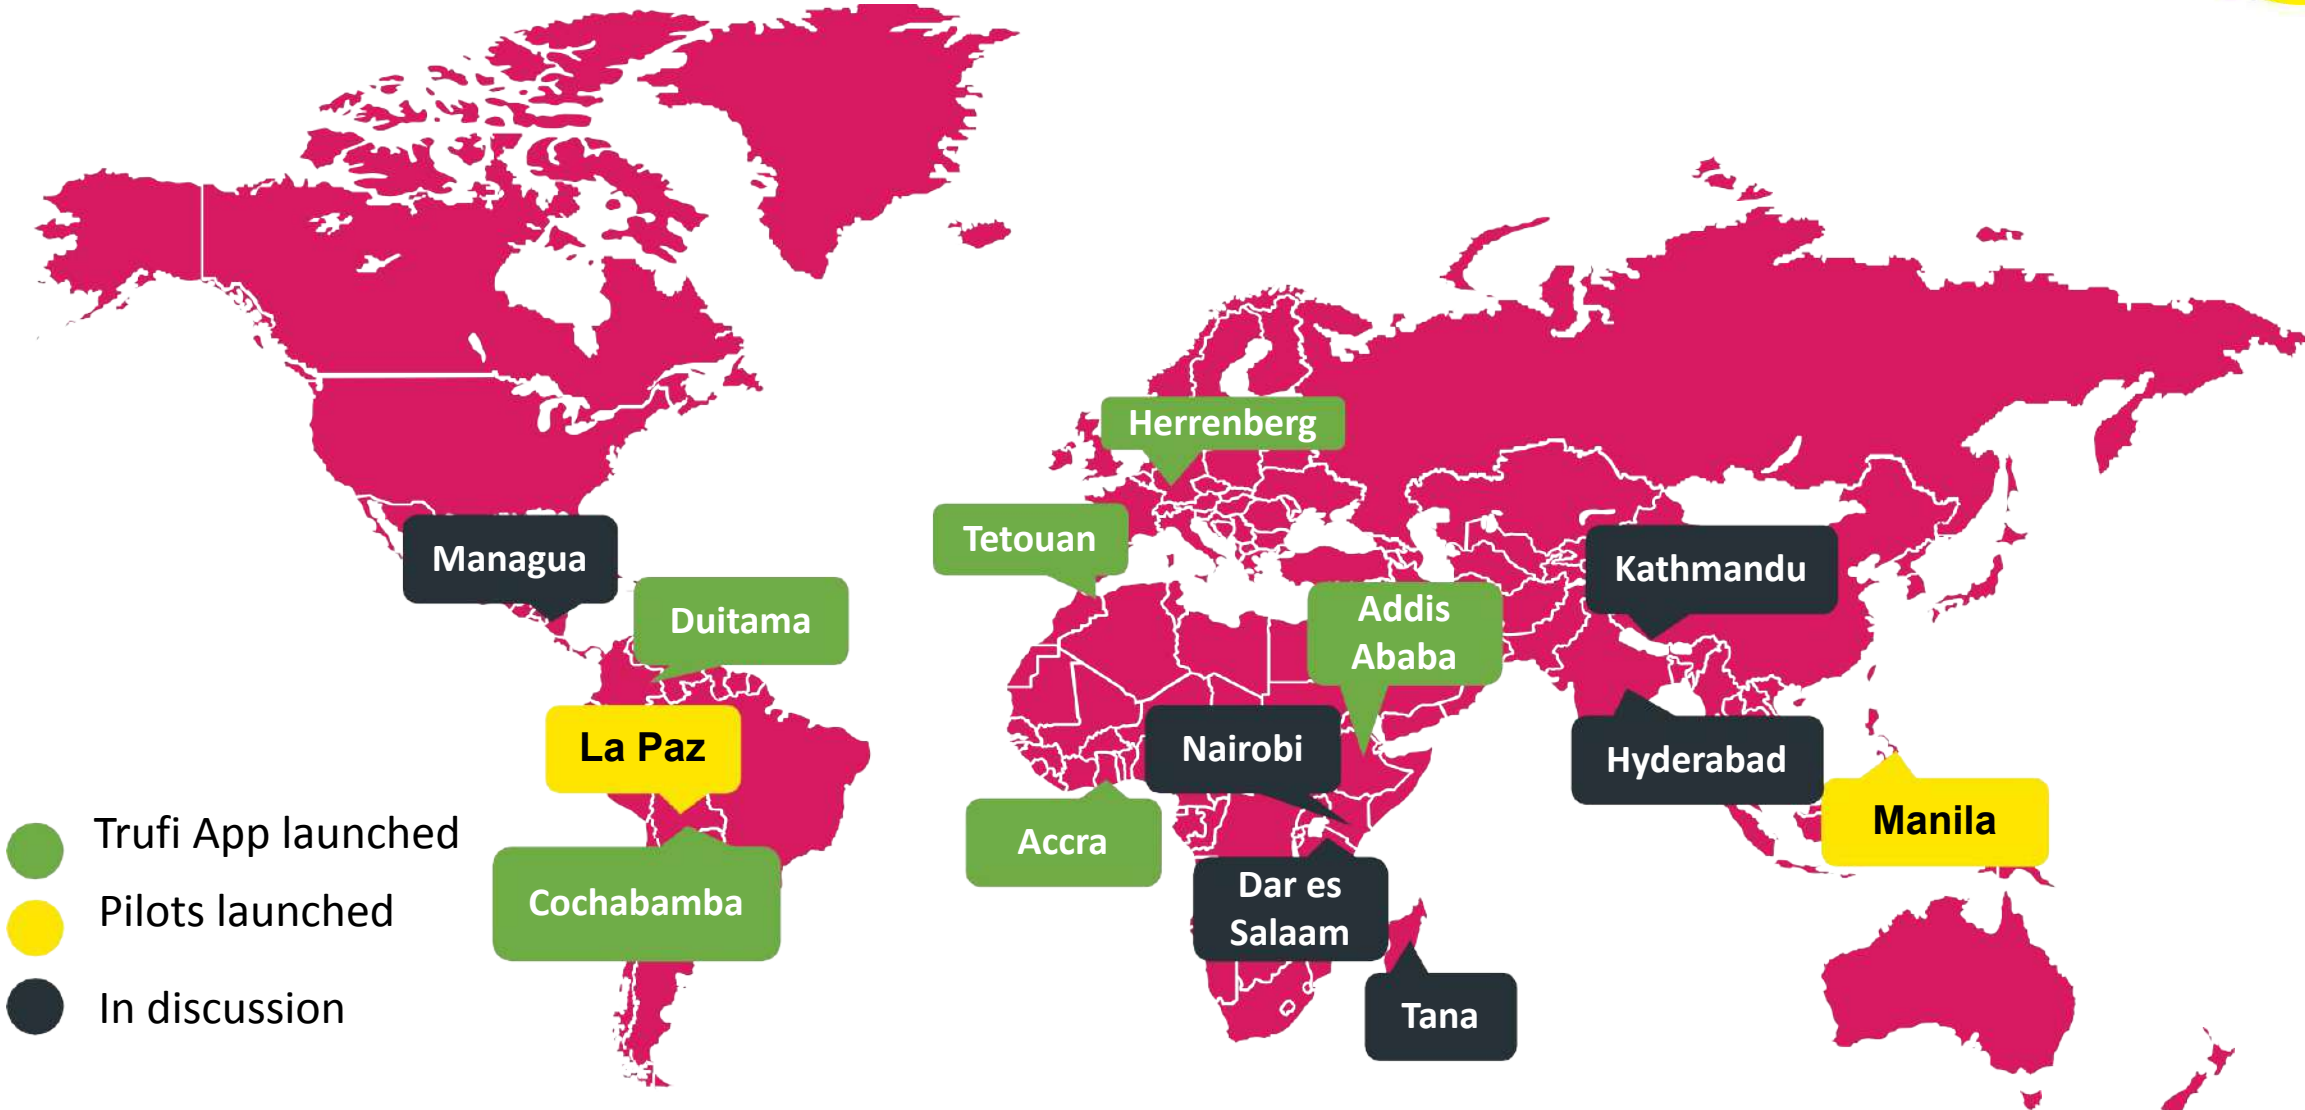 Herrenberg
Tetouan
Managua
Kathmandu
Duitama
Addis
Ababa
La Paz
Nairobi
Hyderabad
Manila
Accra
Cochabamba
Dar es
Salaam
Tana
Trufi App launched
Pilots launched
In discussion